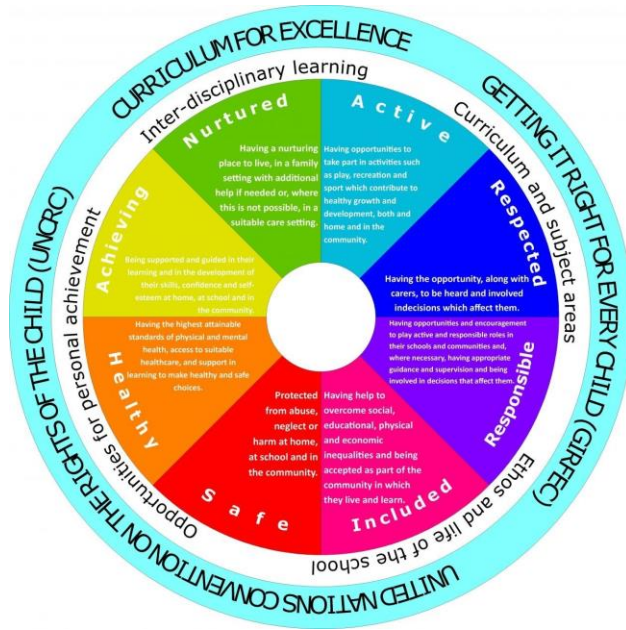 CURRICULUM FOR EXCELLENCE
GETTING IT RIGHT FOR EVERY CHILD (GIRFEC)
UNITED NATIONS CONVENTION ON THE RIGHTS OF THE CHILD (UNCRC)
Inter-disciplinary learning
Curriculum and subject areas
Ethos and life of the school
Opportunities for personal achievement
Nurtured
Having a nurturing
place to live, in a family
setting with additional
help if needed or, where
this is not possible, in a
suitable care setting.
Active
Having opportunities to
take part in activities such
as play, recreation and
sport which contribute to
healthy growth and
development, both and
home and in the
community.
Respected
Having the opportunity, along with
carers, to be heard and involved
indecisions which affect them.
Responsible
Having opportunities and encouragement
to play active and responsible roles in
their schools and communities and,
where necessary, having appropriate
guidance and supervision and being
involved in decisions that affect them.
Included
Having help to
overcome social,
educational, physical
and economic
inequalities and being
accepted as part of the
community in which
they live and learn.
Safe
Protected
from abuse,
neglect or
harm at home,
at school and in
the community.
Healthy
Having the highest attainable
standards of physical and mental
health, access to suitable
healthcare, and support in
learning to make healthy and safe
choices.
Achieving
Being supported and guided in their
learning and in the development of
their skills, confidence and self-
esteem at home, at school and in
the community.